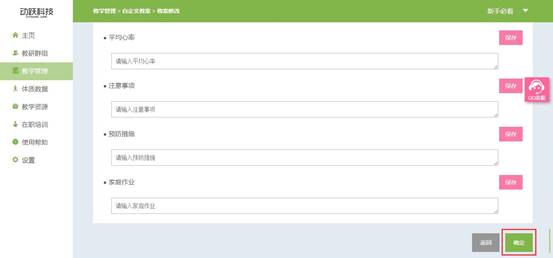 动跃科技
教学管理 > 自定义教案 > 教案修改
新手必看
主页
教研群组
教学管理
体质数据
教学资源
在职培训
使用帮助
设置
平均心率
保存
请输入平均心率
注意事项
保存
请输入注意事项
预防措施
保存
请输入预防措施
家庭作业
保存
请输入家庭作业
返回
确定